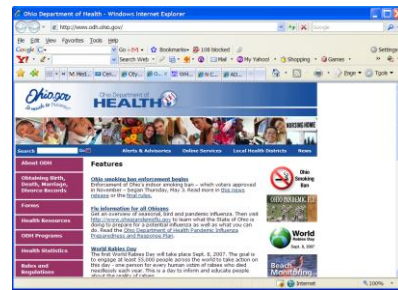 Ohio Department of Health - Windows Internet Explorer
http://www.odh.ohio.gov/
Google
File Edit View Favorites Tools Help
Google Go Bookmarks 108 blocked Settings
Search Web Mail My Yahoo! Shopping Games
Page Tools
Ohio.gov
Ohio Department of
HEALTH
NURSING HOME
Search
Alerts & Advisories Online Services Local Health Districts News
About ODH
Obtaining Birth,
Death, Marriage,
Divorce Records
Forms
Health Resources
ODH Programs
Health Statistics
Rules and
Regulations
Features
Ohio smoking ban enforcement begins
Enforcement of Ohio's indoor smoking ban – which voters approved
in November – began Thursday, May 3. Read more in this news
release or the final rules.
Flu information for all Ohioans
Get an overview of seasonal, bird and pandemic influenza. Then visit
http://www.ohiopandemicflu.gov to learn what the State of Ohio is
doing to prepare for a potential influenza as well as what you can
do. Read the Ohio Department of Health Pandemic Influenza
Preparedness and Response Plan.
World Rabies Day
The first World Rabies Day will take place Sept. 8, 2007. The goal is
to engage at least 55,000 people across the world to take action on
this day - one person for every human victim of rabies who died
needlessly each year. This is a day to inform and educate people
about the reality of rabies
Ohio
Smoking
Ban
OHIO PANDEMIC FLU
World
Rabies Day
Sept. 8, 2007
Beach
Monitoring
Internet 100%